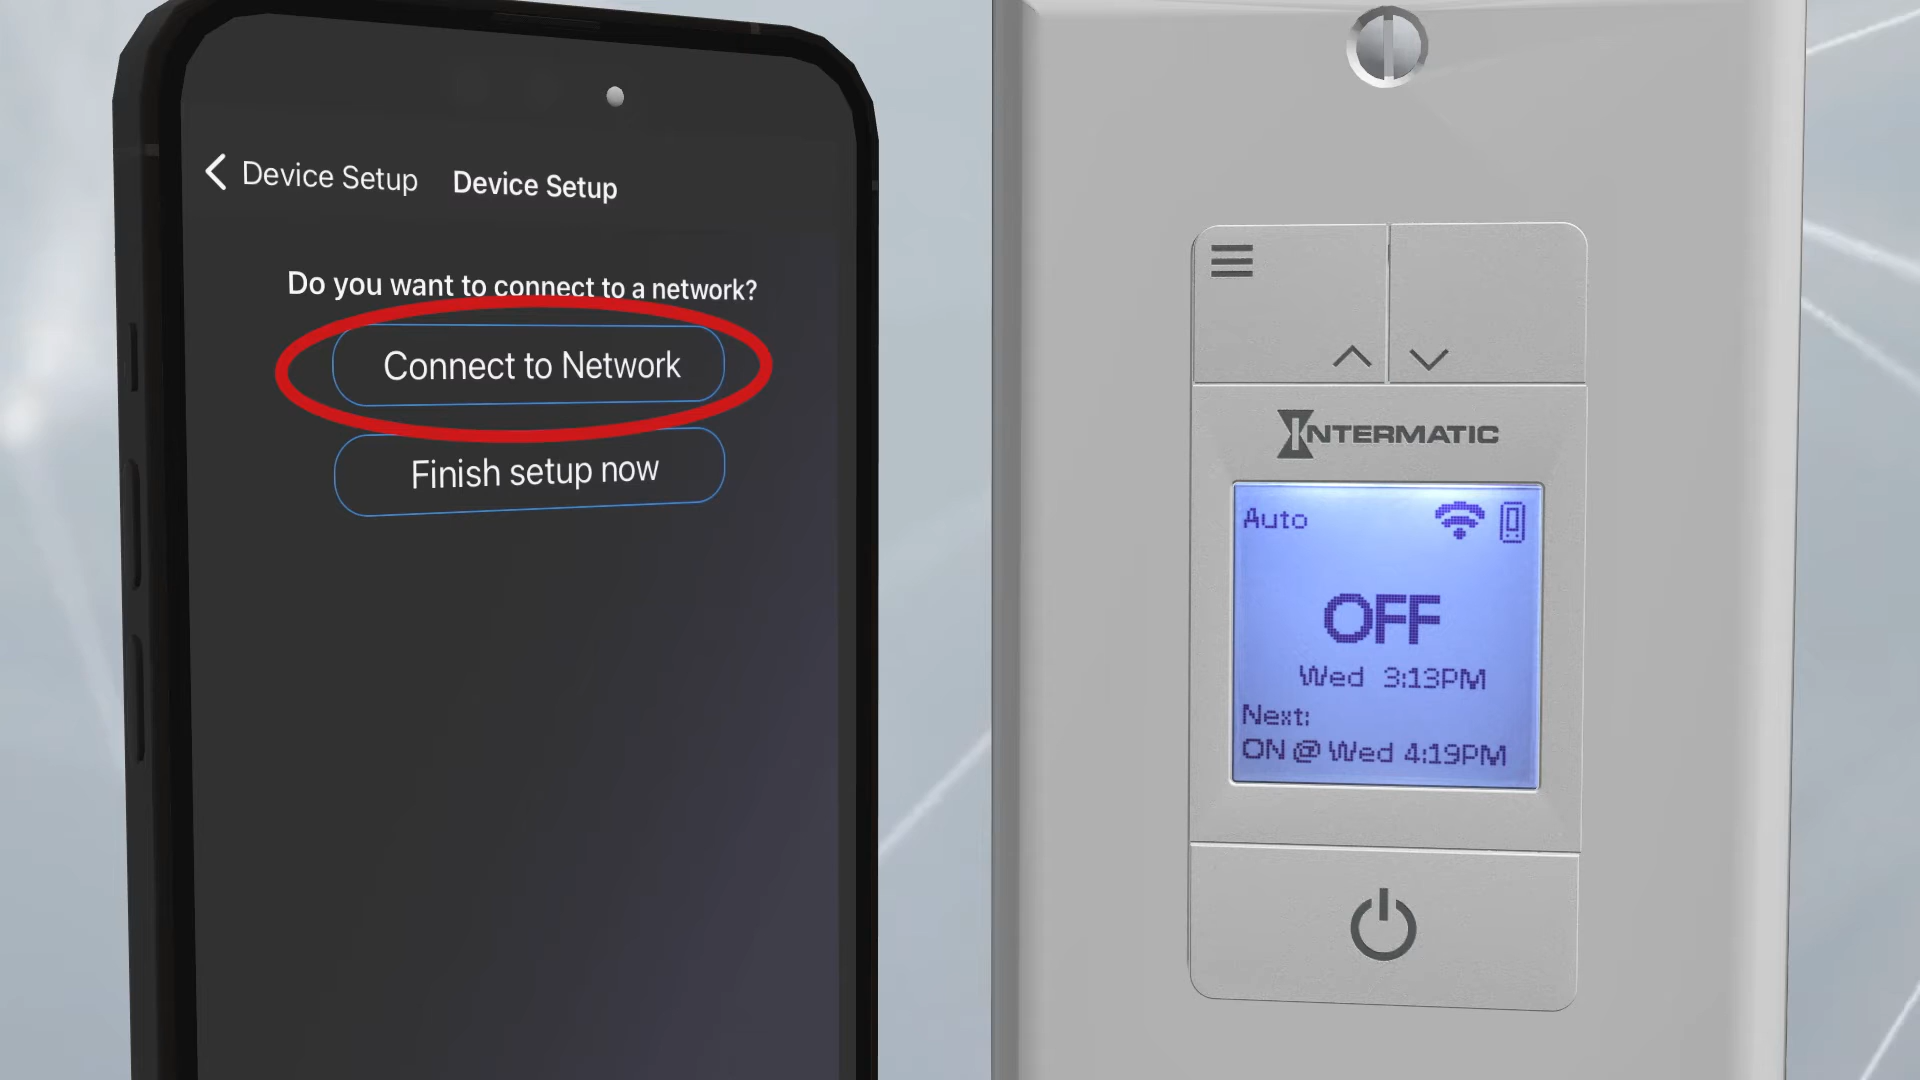 Device Setup
Device Setup
Do you want to connect to a network?
Connect to Network
Finish setup now
INTERMATIC
Auto
OFF
Wed 3:13PM
Next:
ON @ Wed 4:19PM